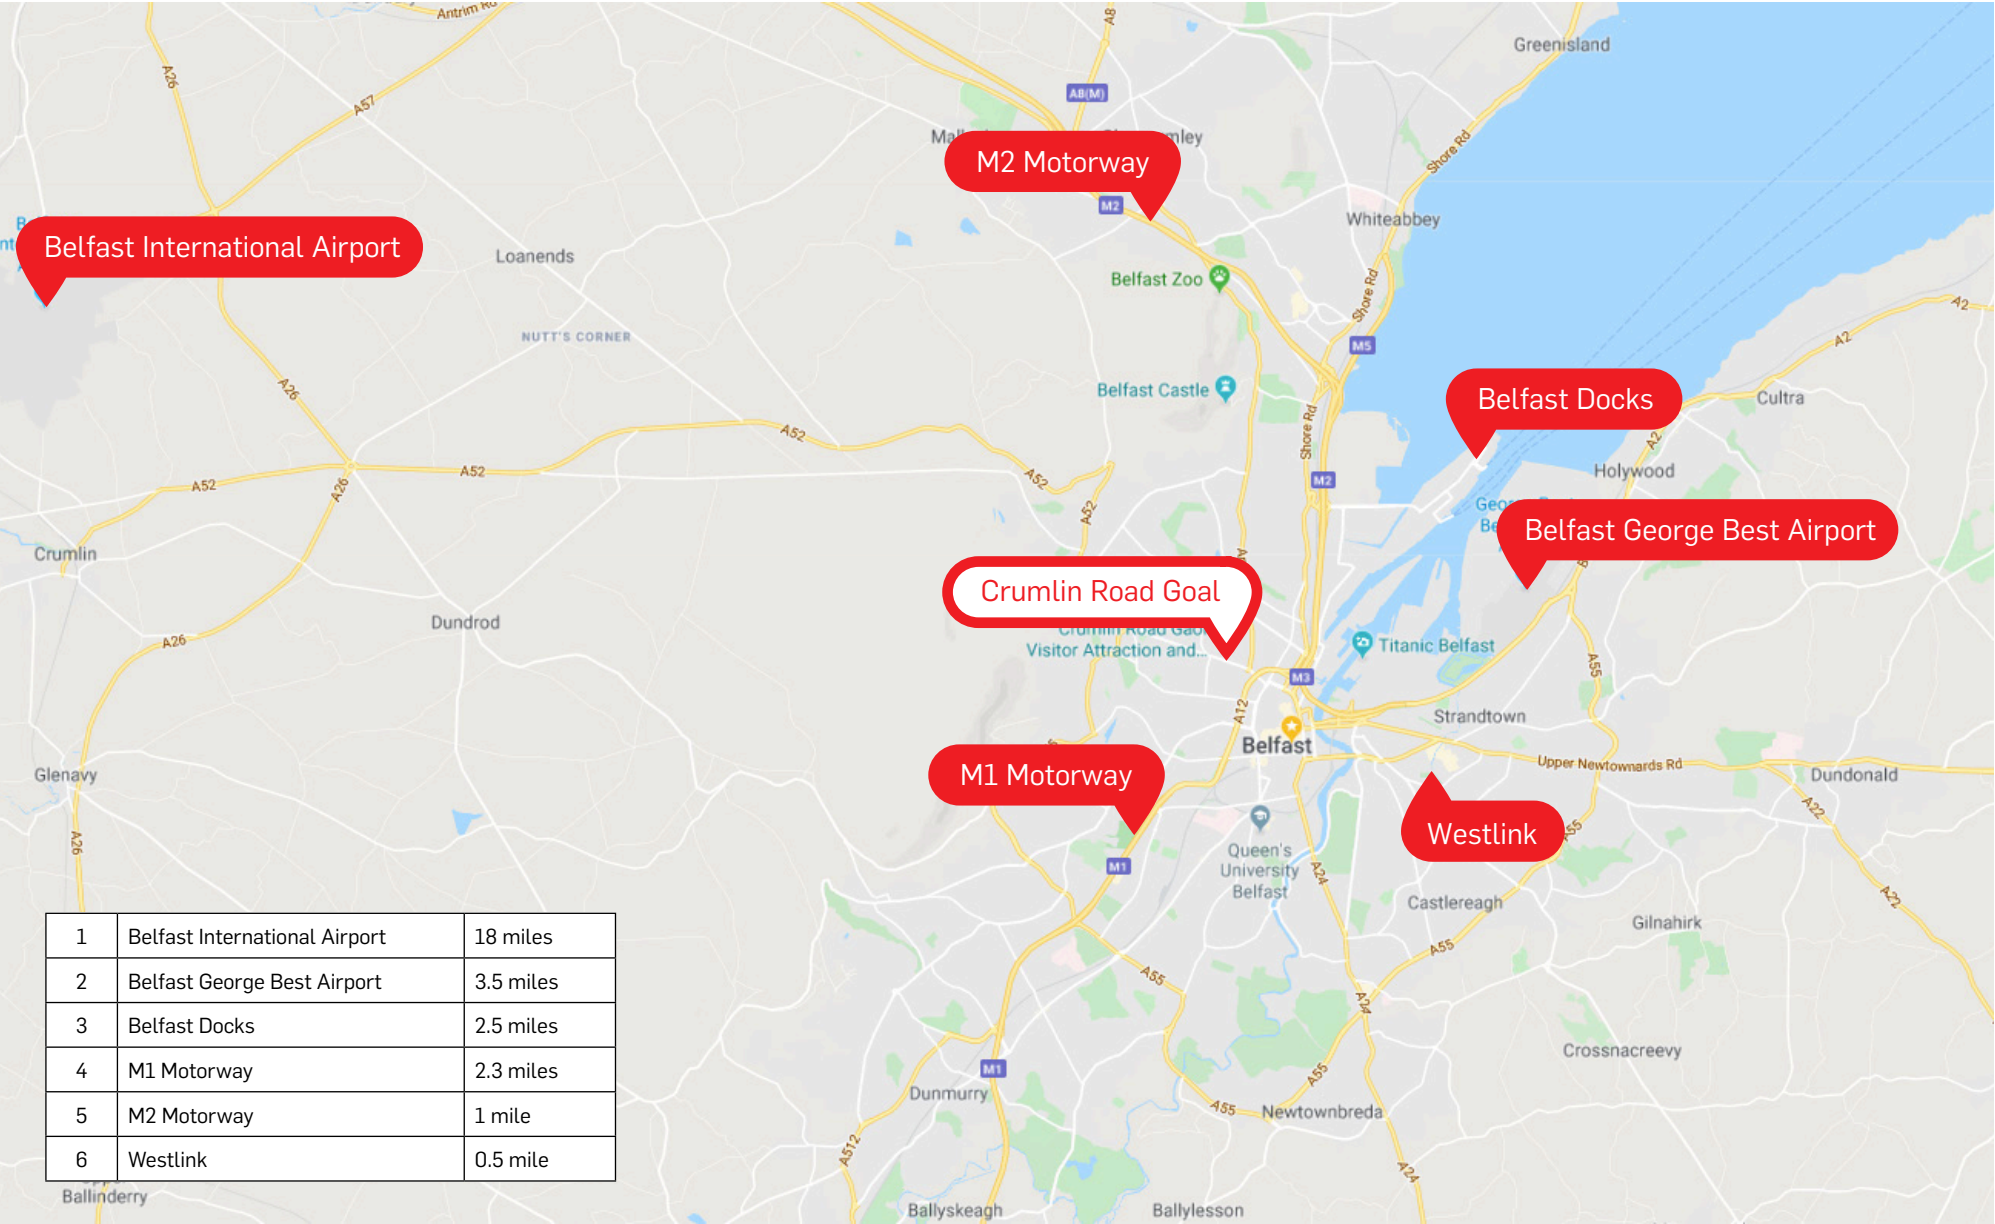 Antrim Rd
A8
Greenisland
A26
A57
A8(M)
M2 Motorway
mley
Shore Rd
M2
Whiteabbey
Belfast International Airport
Loanends
Belfast Zoo
Shore Rd
A2
NUTT'S CORNER
M5
A2
A26
Belfast Castle
Belfast Docks
Cultra
Shore Rd
A52
A2
A52
A52
A26
A52
M2
Holywood
A52
Belfast George Best Airport
Crumlin
Crumlin Road Goal
Dundrod
Crumlin Road Gaol
Visitor Attraction and...
Titanic Belfast
A26
A55
M3
A12
Strandtown
Belfast
Upper Newtownards Rd
Glenavy
M1 Motorway
Dundonald
A22
Westlink
A55
A26
Queen's
University
Belfast
M1
A24
A22
Castlereagh
Gilnahirk
A55
A55
A24
1 Belfast International Airport 18 miles
2 Belfast George Best Airport 3.5 miles
3 Belfast Docks 2.5 miles
4 M1 Motorway 2.3 miles
5 M2 Motorway 1 mile
6 Westlink 0.5 mile
Crossnacreevy
M1
A55
Dunmurry
A55
Newtownbreda
A512
A24
Ballinderry
Ballyskeagh
Ballylesson